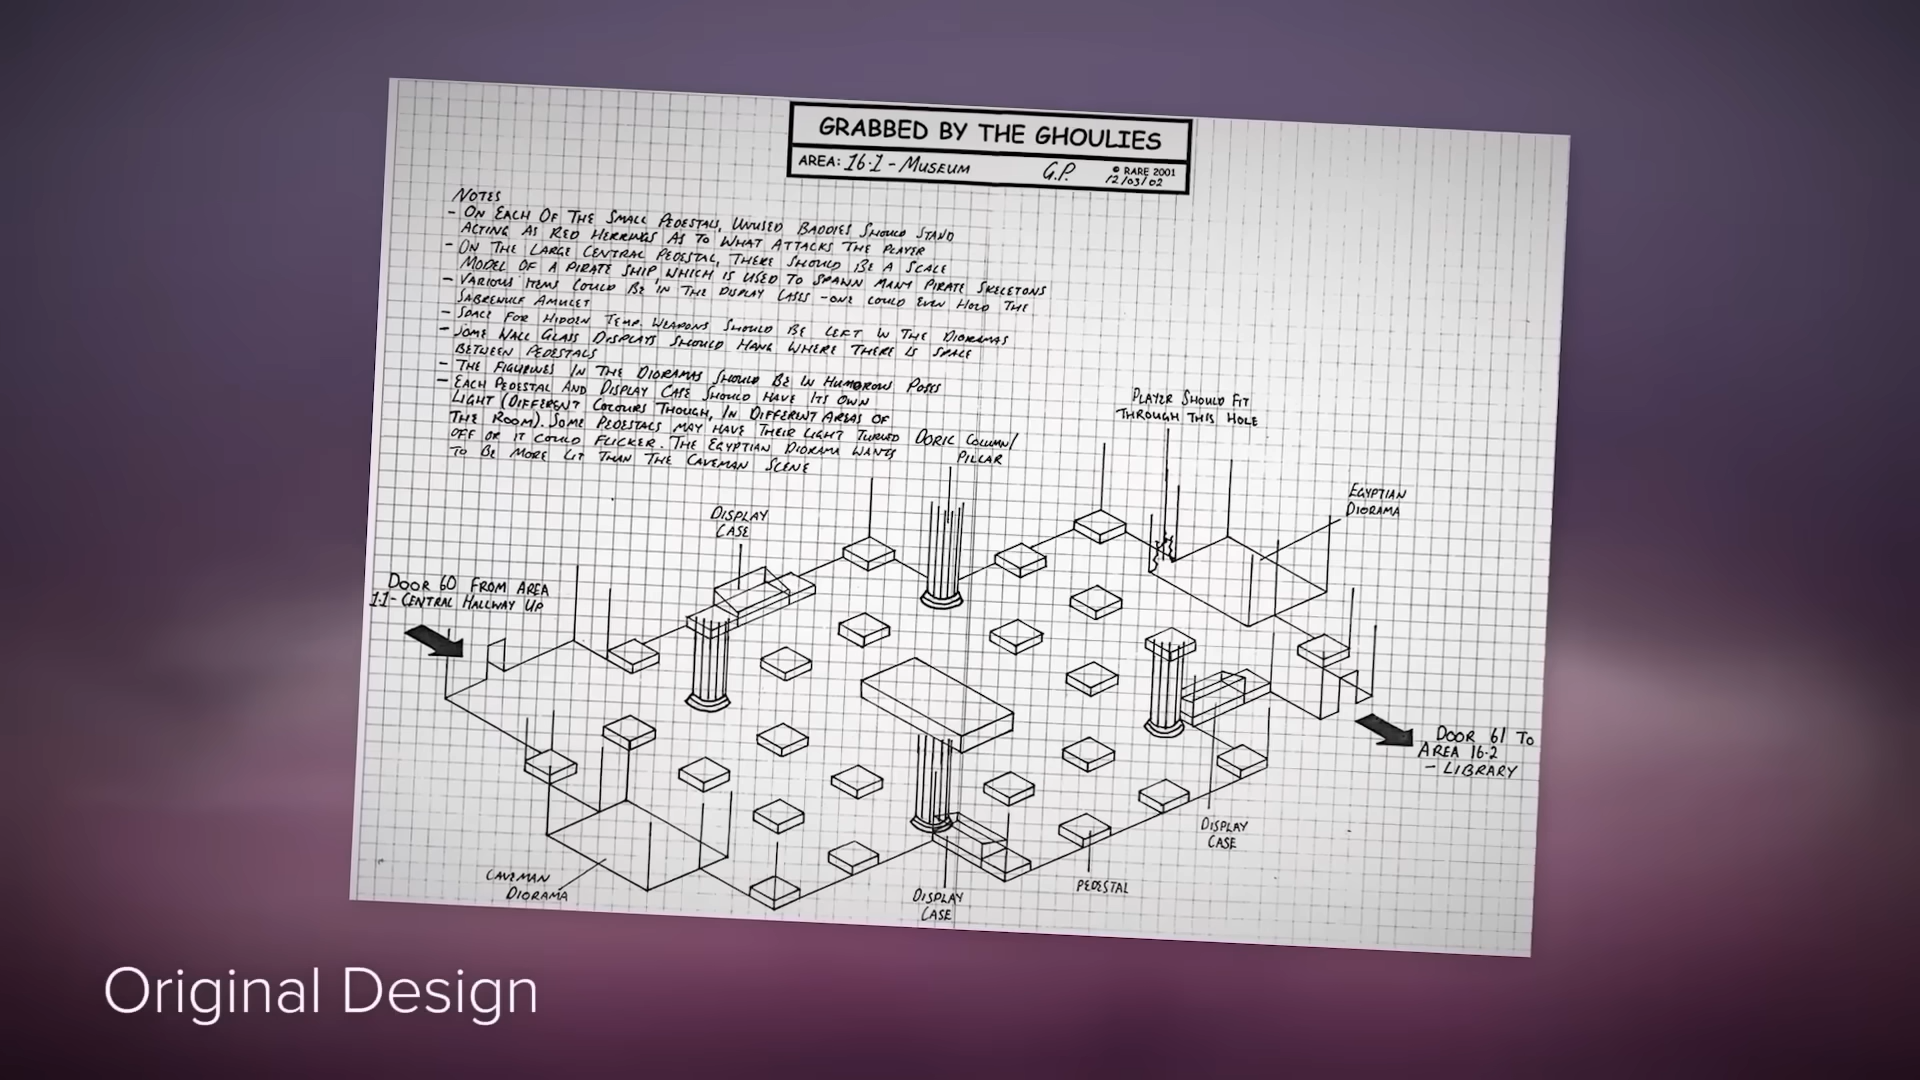 GRABBED BY THE GHOULIES
AREA: 16.1 - MUSEUM G.P. © RARE 2001
12/03/02
NOTES
- ON EACH OF THE SMALL PEDESTALS, UNUSED BADDIES SHOULD STAND
ACTING AS RED HERRINGS AS TO WHAT ATTACKS THE PLAYER
- ON THE LARGE CENTRAL PEDESTAL, THERE SHOULD BE A SCALE
MODEL OF A PIRATE SHIP, WHICH IS USED TO SPAWN MANY PIRATE SKELETONS
- VARIOUS ITEMS COULD BE IN THE DISPLAY CASES - ONE COULD EVEN HOLD THE
SABREWULF AMULET
- SPACE FOR HIDDEN TEMP. WEAPONS SHOULD BE LEFT IN THE DIORAMAS
- SOME WALL GLASS DISPLAYS SHOULD HANG WHERE THERE IS SPACE
BETWEEN PEDESTALS
- THE FIGURINES IN THE DIORAMAS SHOULD BE IN HUMOROUS POSES
- EACH PEDESTAL AND DISPLAY CASE SHOULD HAVE ITS OWN
LIGHT (DIFFERENT COLOURS THOUGH, IN DIFFERENT AREAS OF
THE ROOM). SOME PEDESTALS MAY HAVE THEIR LIGHT TURNED
OFF OR IT COULD FLICKER. THE EGYPTIAN DIORAMA WANTS
TO BE MORE LIT THAN THE CAVEMAN SCENE
PLAYER SHOULD FIT
THROUGH THIS HOLE
DORIC COLUMN/
PILLAR
EGYPTIAN
DIORAMA
DISPLAY
CASE
DOOR 60 FROM AREA
1.1 - CENTRAL HALLWAY UP
DOOR 61 TO
AREA 16.2
- LIBRARY
DISPLAY
CASE
CAVEMAN
DIORAMA
DISPLAY
CASE
PEDESTAL
Original Design